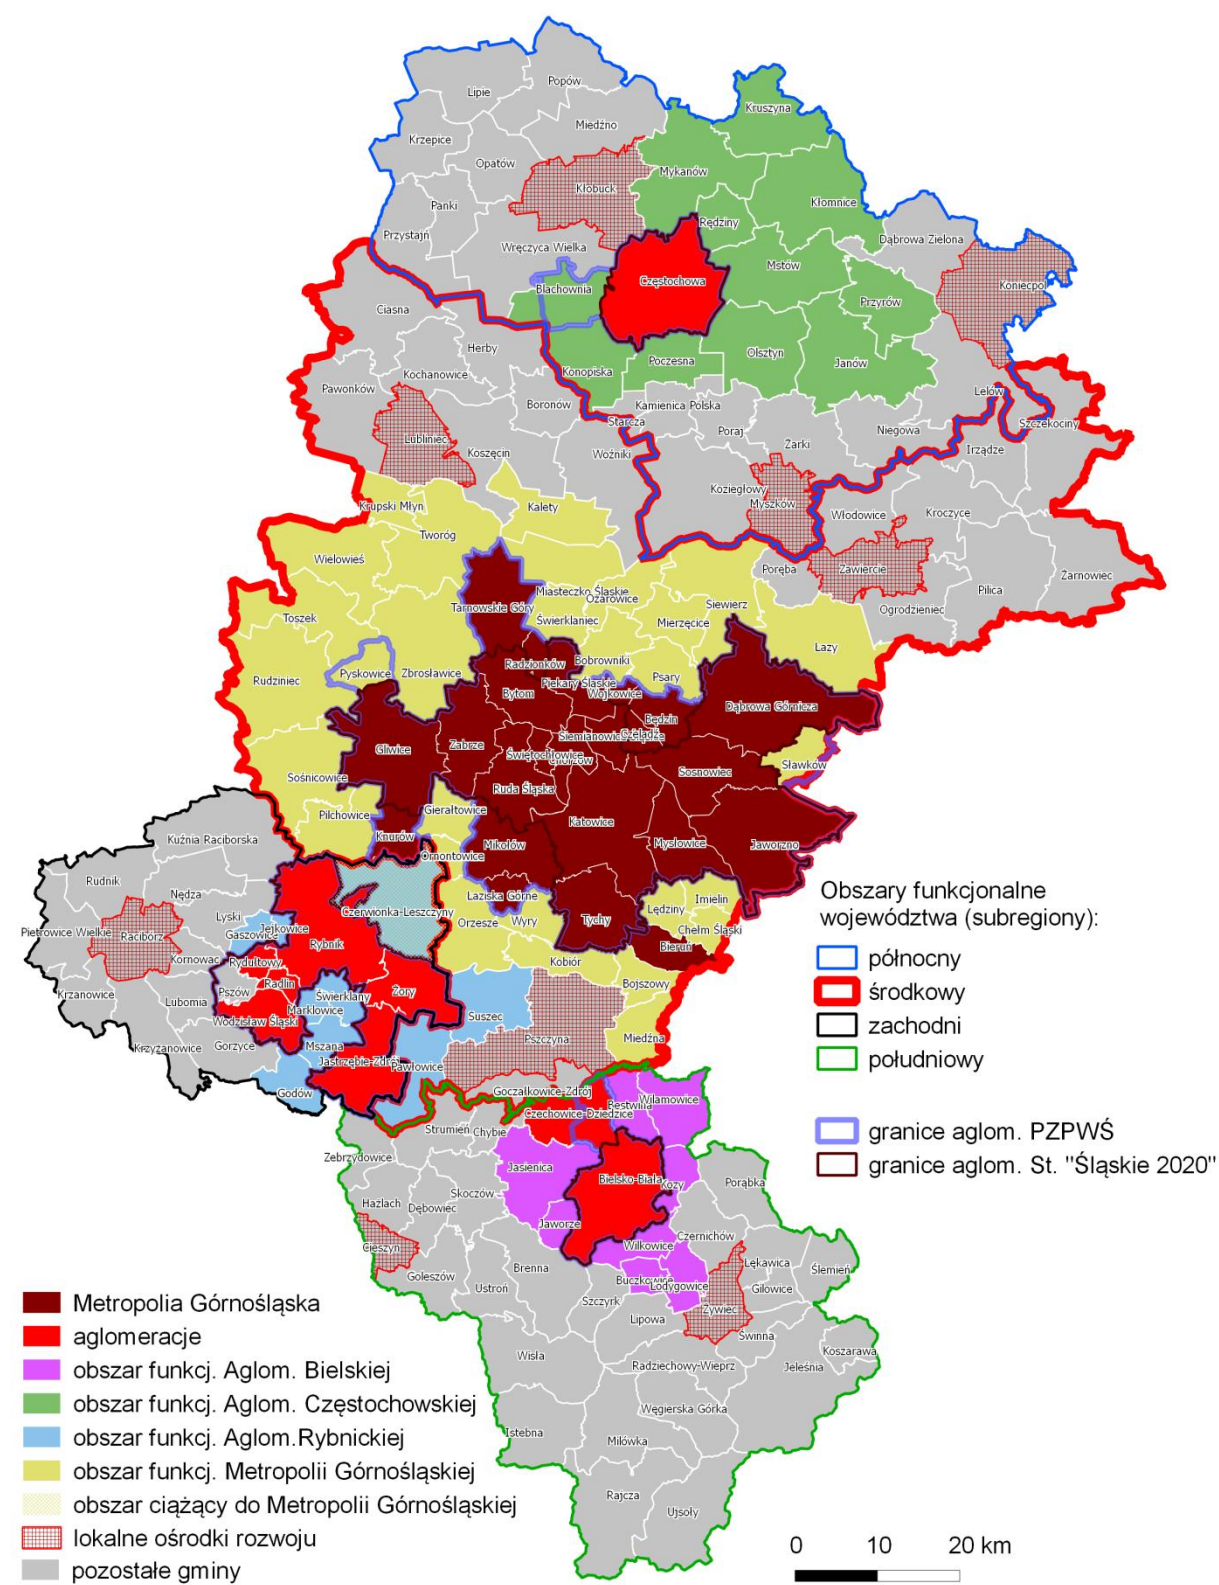 Popów
Lipie
Kruszyna
Miedźno
Krzepice
Opatów
Mykanów
Kłobuck
Kłomnice
Panki
Rędziny
Przystajń
Wręczyca Wielka
Dąbrowa Zielona
Mstów
Częstochowa
Koniecpol
Blachownia
Przyrów
Ciasna
Herby
Olsztyn
Poczesna
Janów
Konopiska
Kochanowice
Pawonków
Lelów
Boronów
Kamienica Polska
Starcza
Szczekociny
Poraj
Niegowa
Lubliniec
Żarki
Irządze
Koszęcin
Woźniki
Koziegłowy
Myszków
Krupski Młyn
Kalety
Włodowice
Kroczyce
Tworóg
Wielowieś
Poręba
Zawiercie
Żarnowiec
Pilica
Miasteczko Śląskie
Ożarowice
Tarnowskie Góry
Siewierz
Ogrodzieniec
Toszek
Świerklaniec
Mierzęcice
Łazy
Radzionków
Bobrowniki
Pyskowice
Zbrosławice
Psary
Rudziniec
Piekary Śląskie
Bytom
Wojkowice
Dąbrowa Górnicza
Będzin
Siemianowice Śląskie
Czeladź
Gliwice
Zabrze
Świętochłowice
Chorzów
Sławków
Sośnicowice
Sosnowiec
Ruda Śląska
Gierałtowice
Pilchowice
Katowice
Knurów
Mikołów
Mysłowice
Jaworzno
Kuźnia Raciborska
Ornontowice
Rudnik
Nędza
Łaziska Górne
Imielin
Lędziny
Czerwionka-Leszczyny
Lyski
Orzesze
Wyry
Tychy
Chełm Śląski
Jejkowice
Gaszowice
Pietrowice Wielkie
Racibórz
Rybnik
Bieruń
Kornowac
Rydułtowy
Kobiór
Radlin
Bojszowy
Pszów
Świerklany
Żory
Krzanowice
Lubomia
Marklowice
Suszec
Wodzisław Śląski
Pszczyna
Miedźna
Krzyżanowice
Gorzyce
Mszana
Jastrzębie-Zdrój
Pawłowice
Godów
Goczałkowice-Zdrój
Wilamowice
Bestwina
Czechowice-Dziedzice
Strumień
Chybie
Zebrzydowice
Jasienica
Bielsko-Biała
Kozy
Porąbka
Skoczów
Hażlach
Dębowiec
Jaworze
Czernichów
Cieszyn
Wilkowice
Brenna
Łękawica
Ślemień
Goleszów
Ustroń
Buczkowice
Łodygowice
Gilowice
Szczyrk
Żywiec
Lipowa
Świnna
Wisła
Radziechowy-Wieprz
Jeleśnia
Koszarawa
Węgierska Górka
Istebna
Milówka
Rajcza
Ujsoły
Obszary funkcjonalne
województwa (subregiony):
północny
środkowy
zachodni
południowy
granice aglom. PZPWŚ
granice aglom. St. "Śląskie 2020"
Metropolia Górnośląska
aglomeracje
obszar funkcj. Aglom. Bielskiej
obszar funkcj. Aglom. Częstochowskiej
obszar funkcj. Aglom.Rybnickiej
obszar funkcj. Metropolii Górnośląskiej
obszar ciążący do Metropolii Górnośląskiej
lokalne ośrodki rozwoju
pozostałe gminy
0 10 20 km